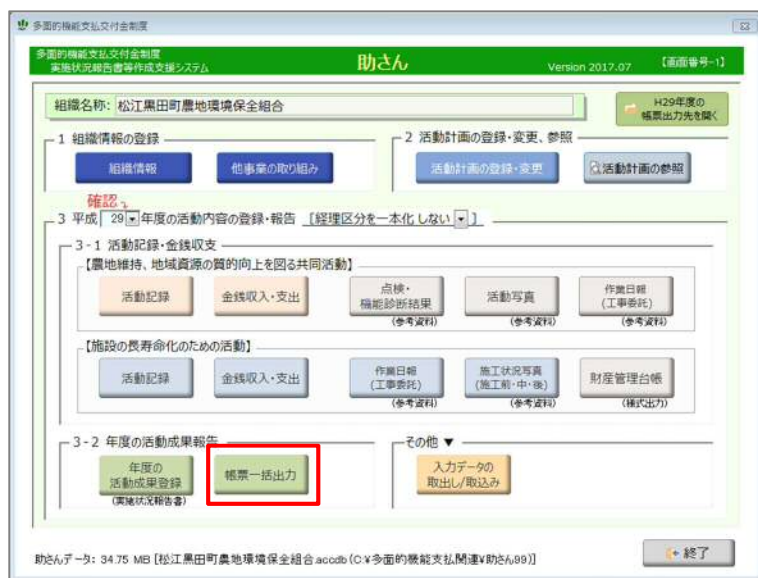 多面的機能支払交付金制度
多面的機能支払交付金制度
実施状況報告書等作成支援システム
助さん
Version 2017.07
【画面番号-1】
組織名称: 松江黒田町農地環境保全組合
H29年度の
帳票出力先を開く
1 組織情報の登録
組織情報
他事業の取り組み
2 活動計画の登録・変更、参照
活動計画の登録・変更
活動計画の参照
確認
3 平成 29 年度の活動内容の登録・報告 [経理区分を一本化 しない ]
3-1 活動記録・金銭収支
【農地維持、地域資源の質的向上を図る共同活動】
活動記録
金銭収入・支出
点検・
機能診断結果
(参考資料)
活動写真
(参考資料)
作業日報
(工事委託)
(参考資料)
【施設の長寿命化のための活動】
活動記録
金銭収入・支出
作業日報
(工事委託)
(参考資料)
施工状況写真
(施工前・中・後)
(参考資料)
財産管理台帳
(様式出力)
3-2 年度の活動成果報告
年度の
活動成果登録
(実施状況報告書)
帳票一括出力
その他 ▼
入力データの
取出し/取込み
助さんデータ: 34.75 MB [松江黒田町農地環境保全組合.accdb (C:¥多面的機能支払関連¥助さん99)]
終了